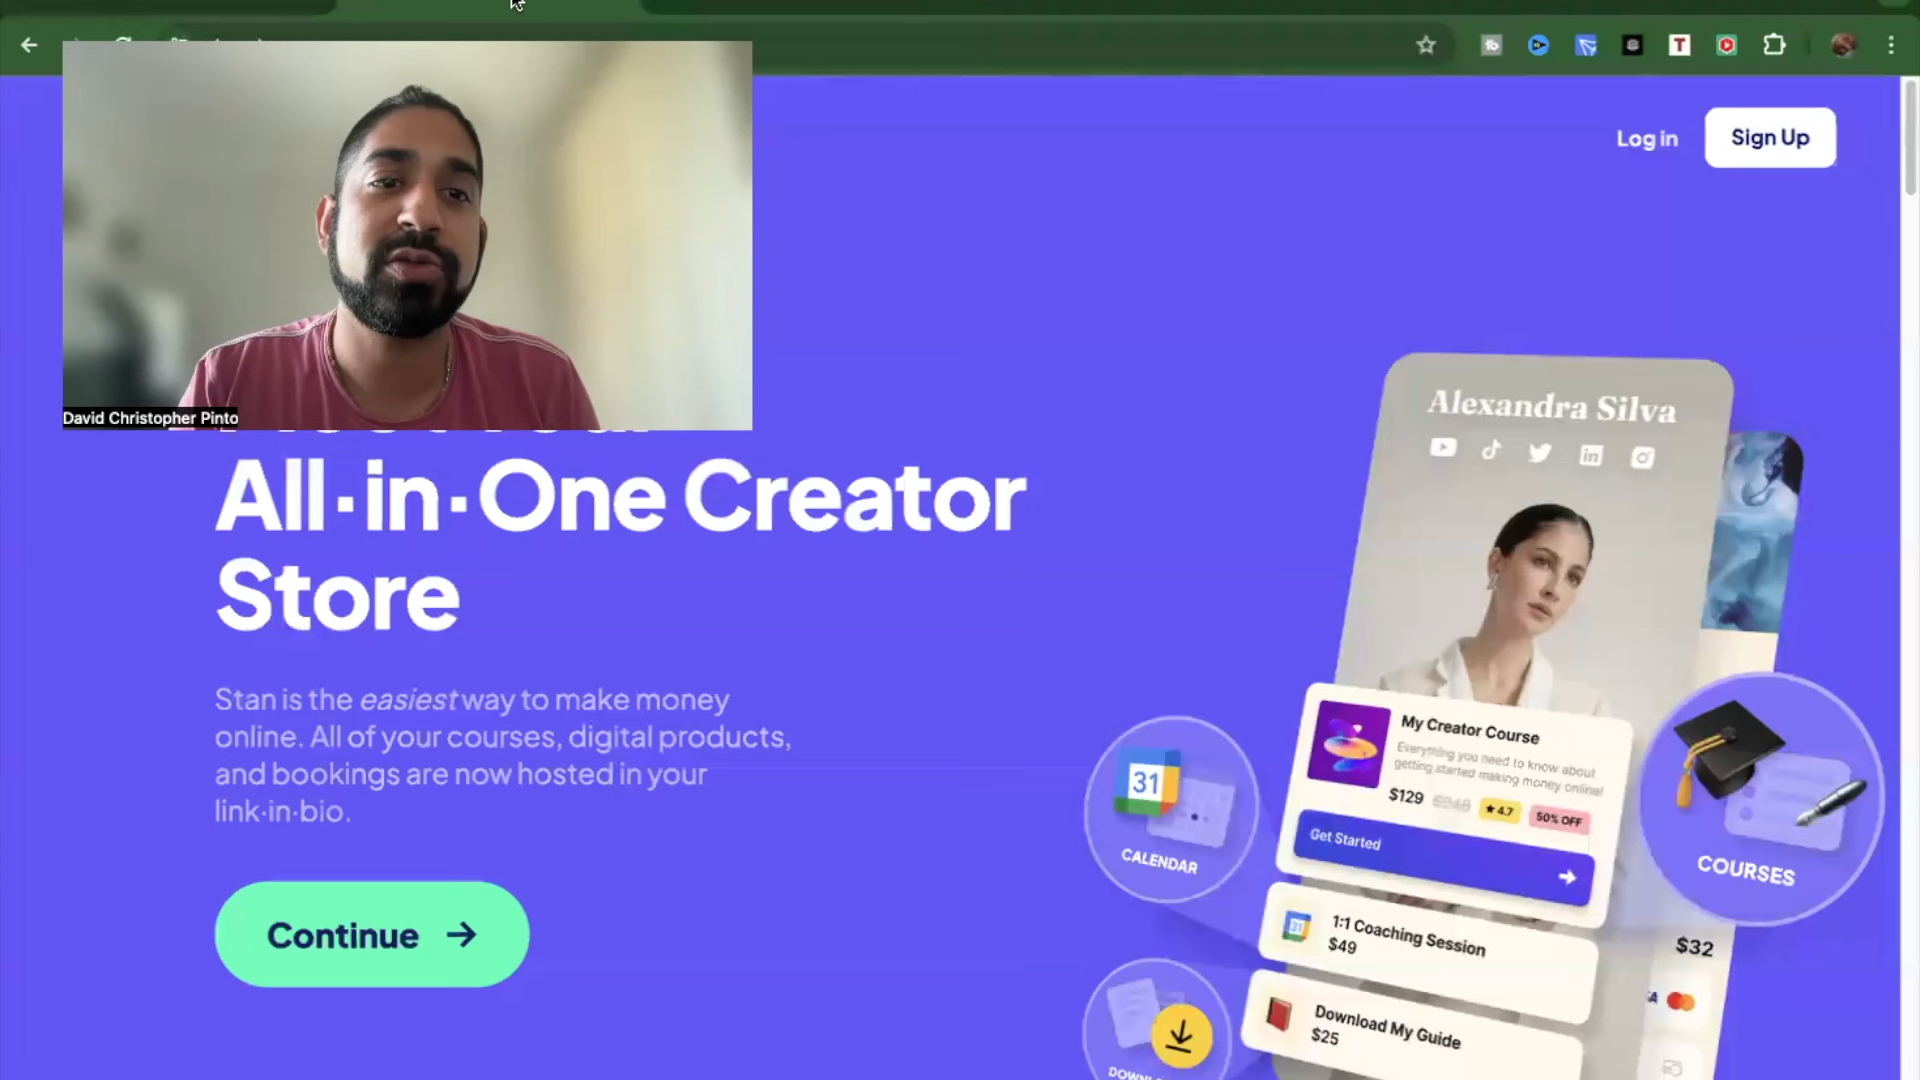 Log in
Sign Up
David Christopher Pinto
All·in·One Creator
Store
Stan is the easiest way to make money
online. All of your courses, digital products,
and bookings are now hosted in your
link·in·bio.
Continue
Alexandra Silva
My Creator Course
Everything you need to know about
getting started making money online!
$129
★ 4.7
50% OFF
Get Started
31
CALENDAR
COURSES
31
1:1 Coaching Session
$49
$32
Download My Guide
$25